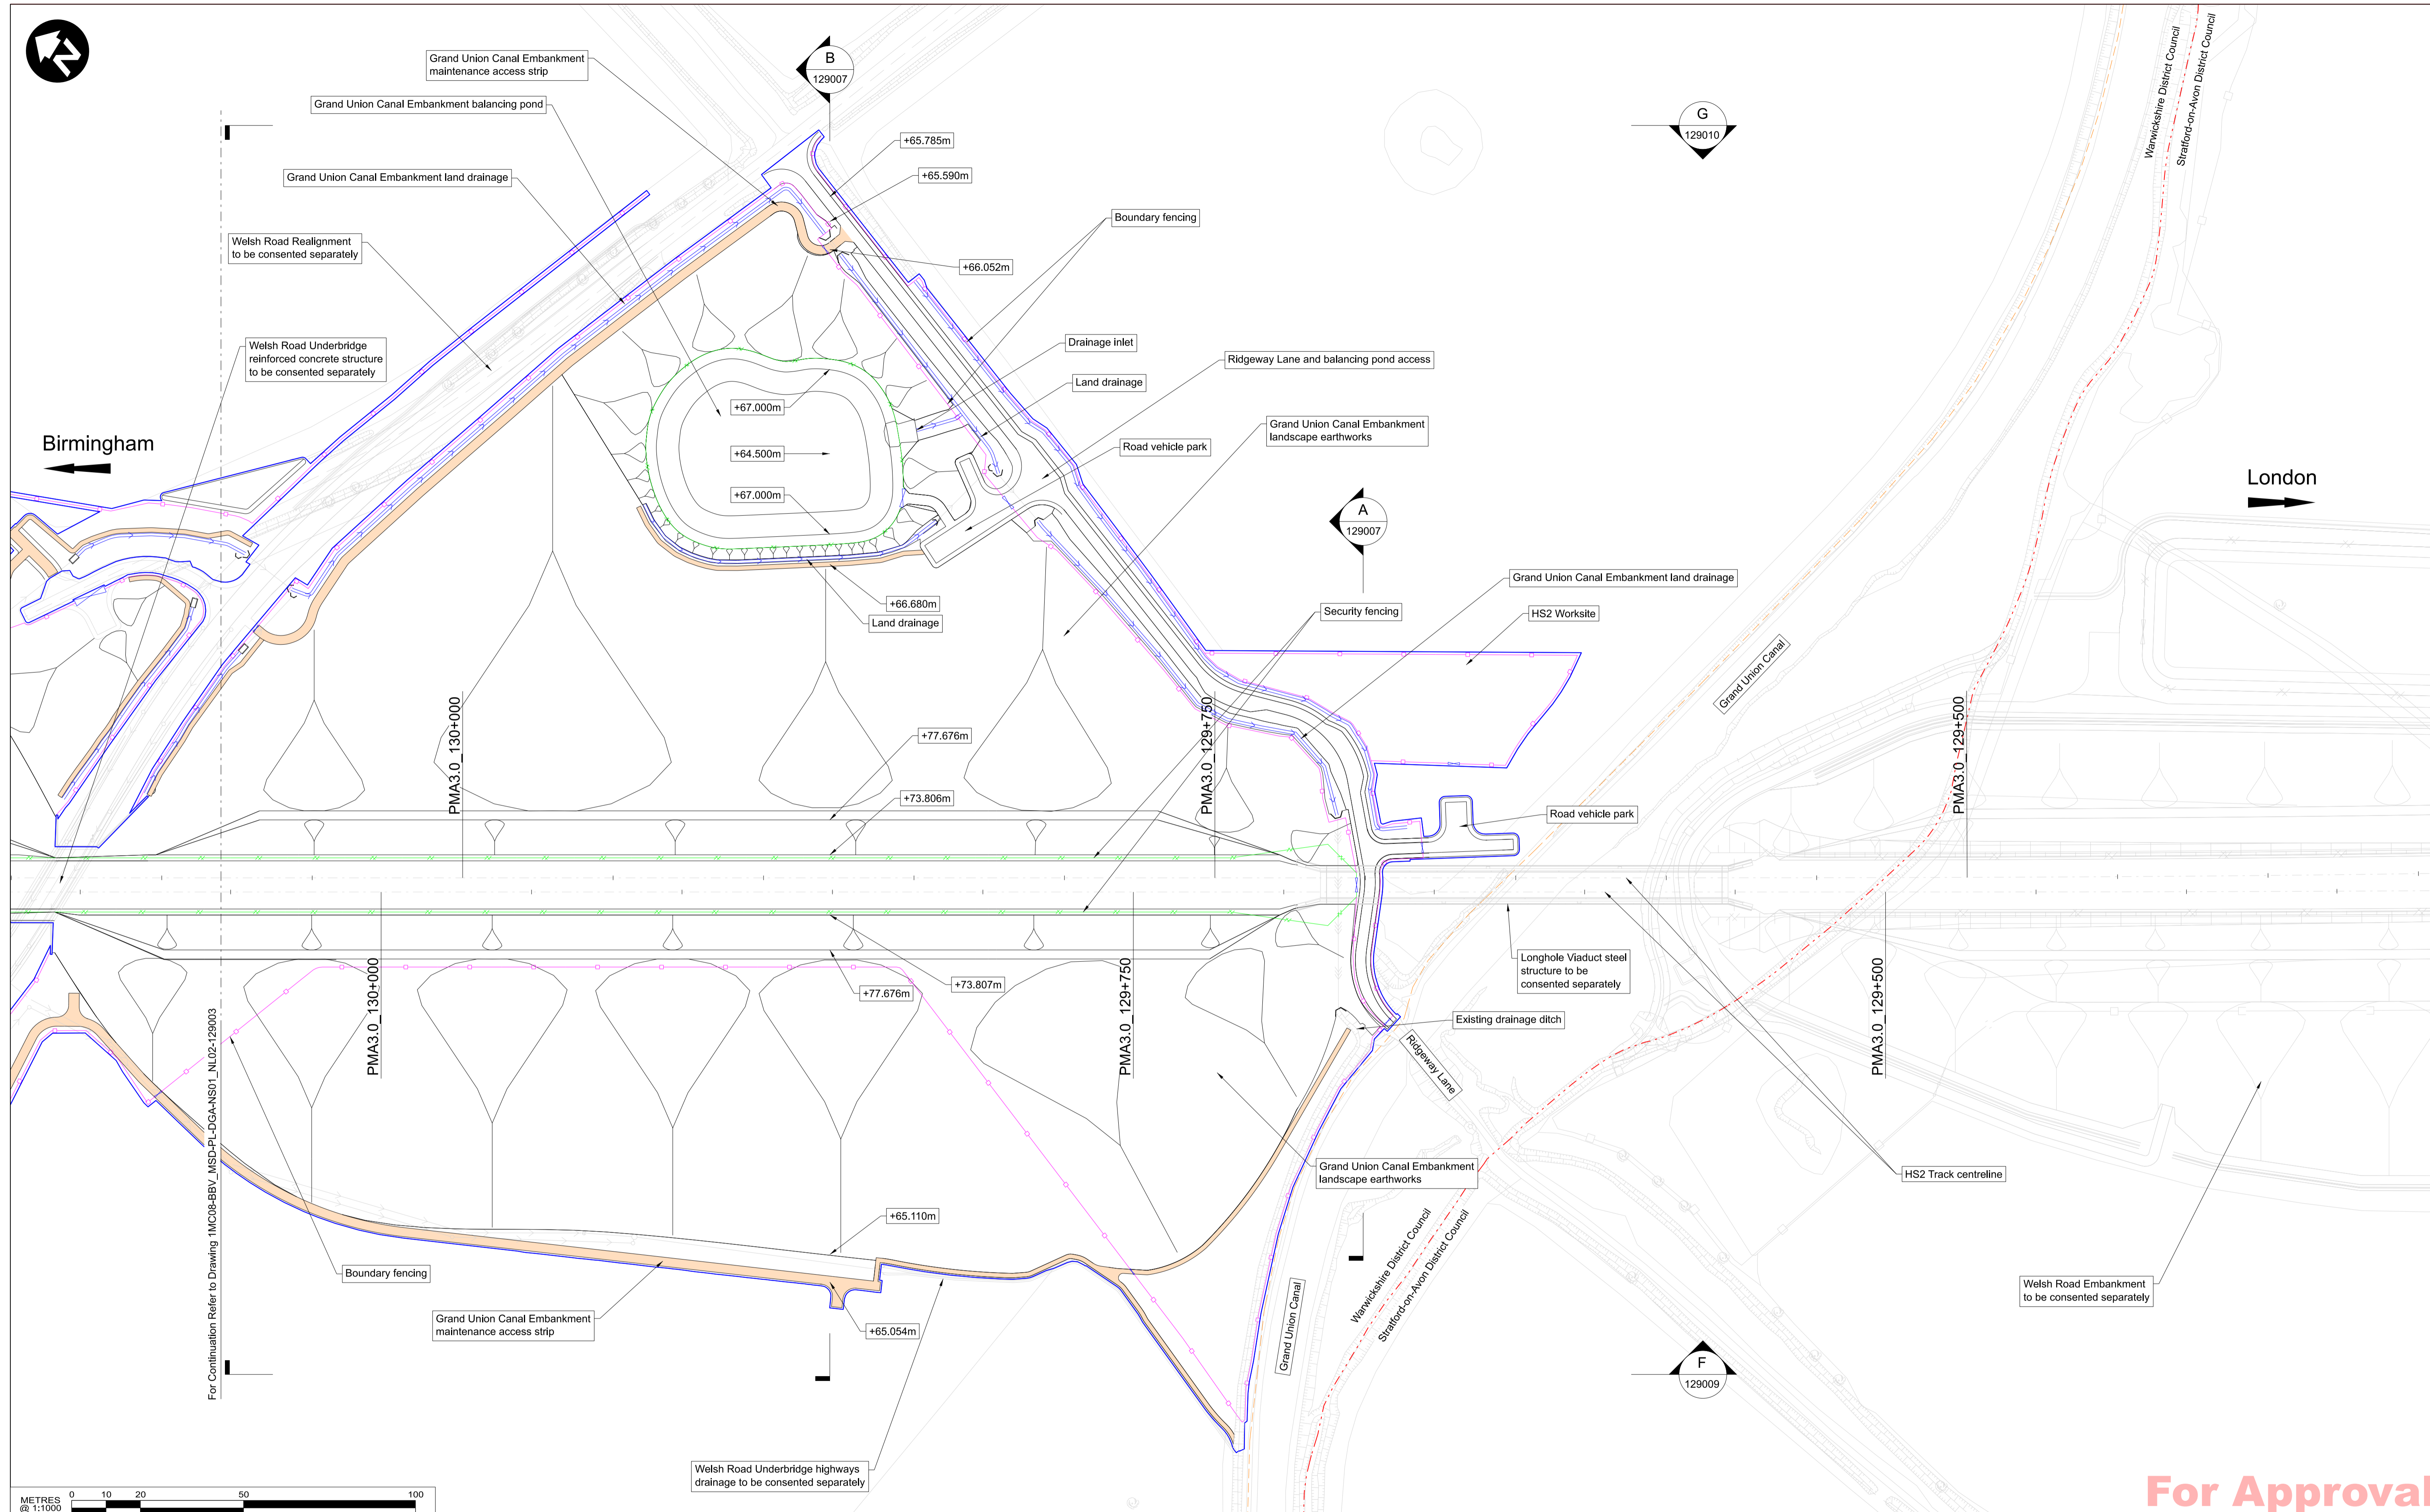 Grand Union Canal Embankment
maintenance access strip
B
129007
Grand Union Canal Embankment balancing pond
G
129010
Warwickshire District Council
Stratford-on-Avon District Council
+65.785m
+65.590m
Grand Union Canal Embankment land drainage
Boundary fencing
Welsh Road Realignment
to be consented separately
+66.052m
Welsh Road Underbridge
reinforced concrete structure
to be consented separately
Drainage inlet
Ridgeway Lane and balancing pond access
Land drainage
+67.000m
Grand Union Canal Embankment
landscape earthworks
Birmingham
+64.500m
Road vehicle park
London
+67.000m
A
129007
Grand Union Canal Embankment land drainage
+66.680m
Land drainage
Security fencing
HS2 Worksite
Grand Union Canal
PMA3.0_130+000
PMA3.0_129+750
PMA3.0_129+500
+77.676m
+73.806m
Road vehicle park
PMA3.0_130+000
PMA3.0_129+750
PMA3.0_129+500
+73.807m
+77.676m
Longhole Viaduct steel
structure to be
consented separately
Existing drainage ditch
Ridgeway Lane
For Continuation Refer to Drawing 1MC08-BBV_MSD-PL-DGA-NS01_NL02-129003
Grand Union Canal Embankment
landscape earthworks
HS2 Track centreline
+65.110m
Warwickshire District Council
Stratford-on-Avon District Council
Boundary fencing
Grand Union Canal
Welsh Road Embankment
to be consented separately
Grand Union Canal Embankment
maintenance access strip
+65.054m
F
129009
Welsh Road Underbridge highways
drainage to be consented separately
For Approval
METRES 0 10 20 50 100
@ 1:1000